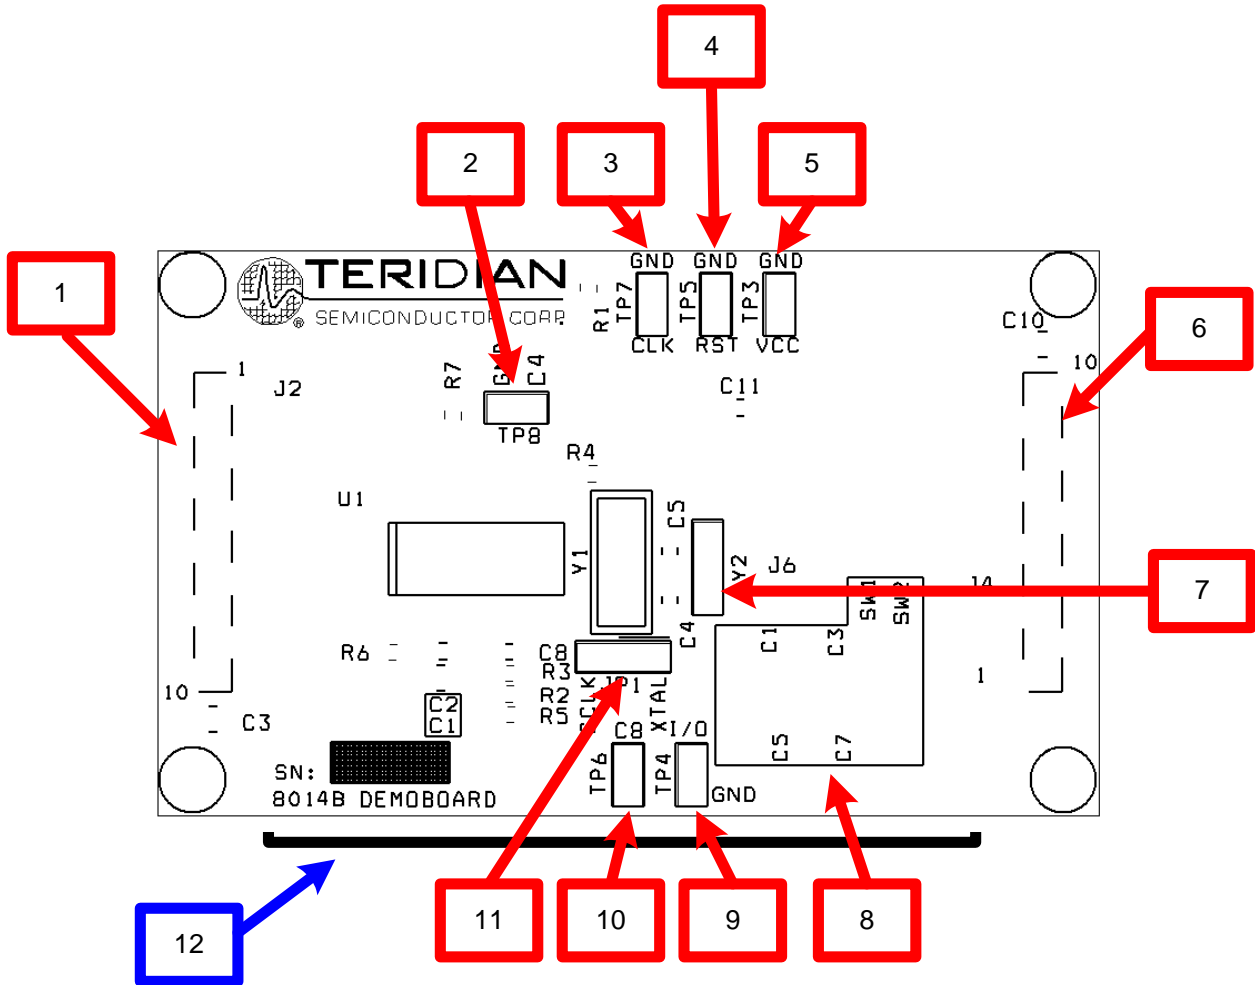 4
2
3
5
1
6
TERIDIAN
SEMICONDUCTOR CORP.
®
GND GND GND
TP7 TP5 TP3
R1
CLK RST VCC
C10
10
1
J2
R7
GND
C4
TP8
C11
R4
U1
C5
Y1
Y2
J6
J4
SW1
SW2
7
C4
C1
C3
R6
C8
R3
JP1
R2
R5
XTAL
1
10
C3
C2
C1
C8
I/O
C5
C7
TP6
TP4
GND
SN:
8014B DEMOBOARD
12
11
10
9
8